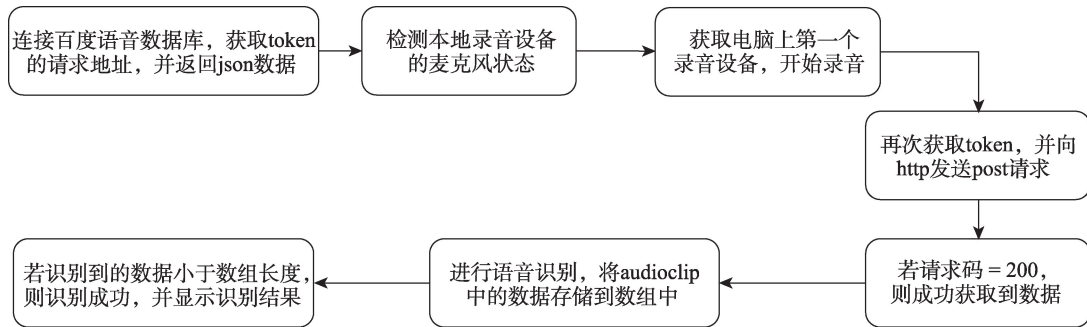 连接百度语音数据库，获取token
的请求地址，并返回json数据
检测本地录音设备
的麦克风状态
获取电脑上第一个
录音设备，开始录音
再次获取token，并向
http发送post请求
若请求码 = 200，
则成功获取到数据
进行语音识别，将audioclip
中的数据存储到数组中
若识别到的数据小于数组长度，
则识别成功，并显示识别结果